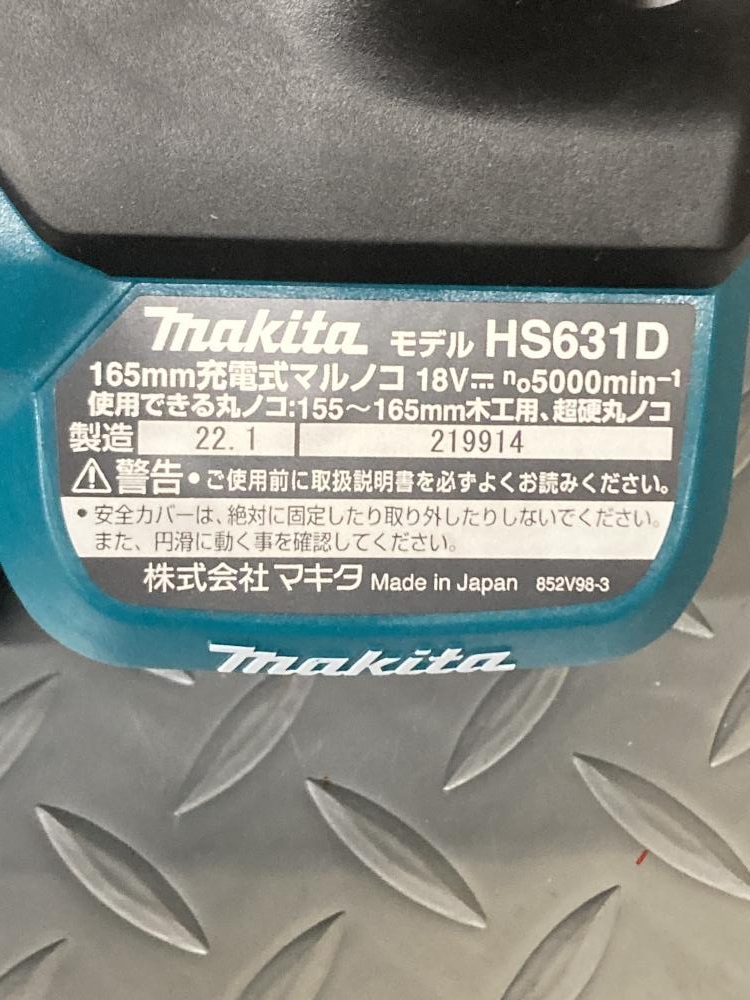 makita モデル HS631D
165mm充電式マルノコ 18V⎓ n₀5000min⁻¹
使用できる丸ノコ:155～165mm木工用、超硬丸ノコ
製造 22.1 219914
⚠警告 • ご使用前に取扱説明書を必ずよくお読みください。
• 安全カバーは、絶対に固定したり取り外したりしないでください。
また、円滑に動く事を確認してください。
株式会社マキタ Made in Japan 852V98-3
makita